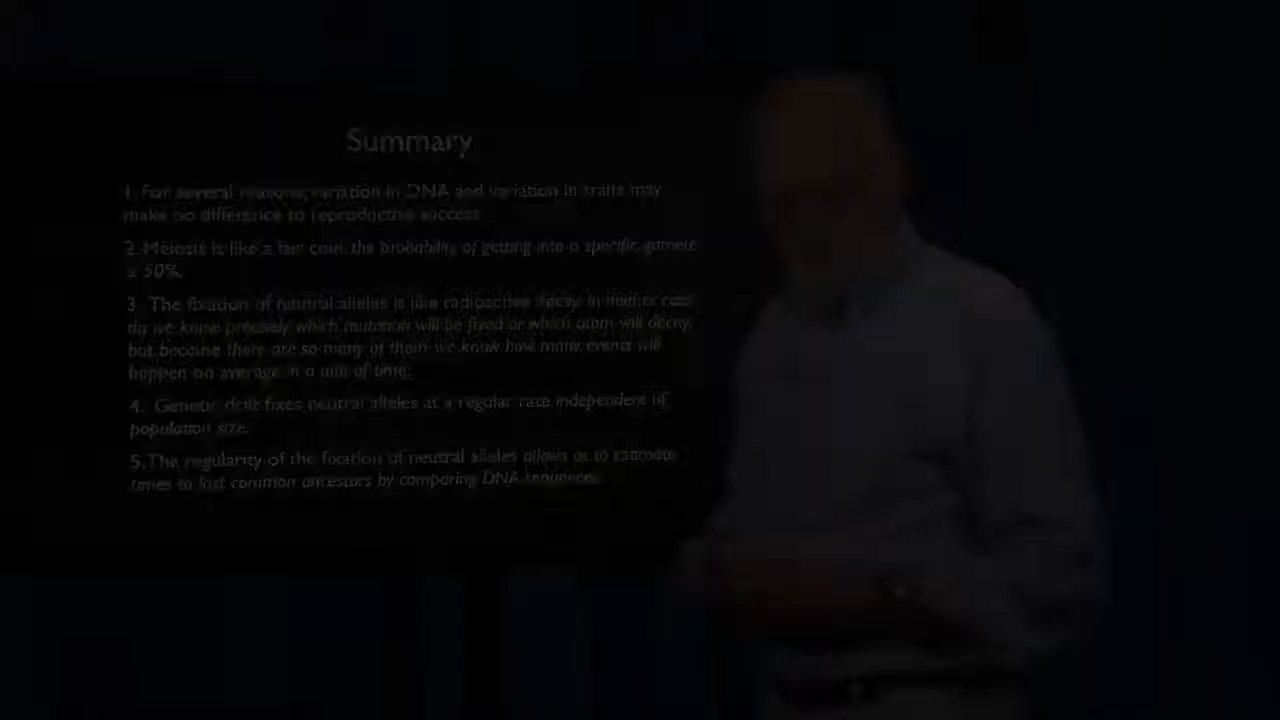 Summary
1. For several reasons, variation in DNA and variation in traits may
make no difference to reproductive success.
2. Meiosis is like a fair coin: the probability of getting into a specific gamete
is 50%.
3. The fixation of neutral alleles is like radioactive decay. In neither case
do we know precisely which mutation will be fixed or which atom will decay,
but because there are so many of them we know how many events will
happen on average in a unit of time.
4. Genetic drift fixes neutral alleles at a regular rate independent of
population size.
5. The regularity of the fixation of neutral alleles allows us to estimate
times to last common ancestors by comparing DNA sequence.